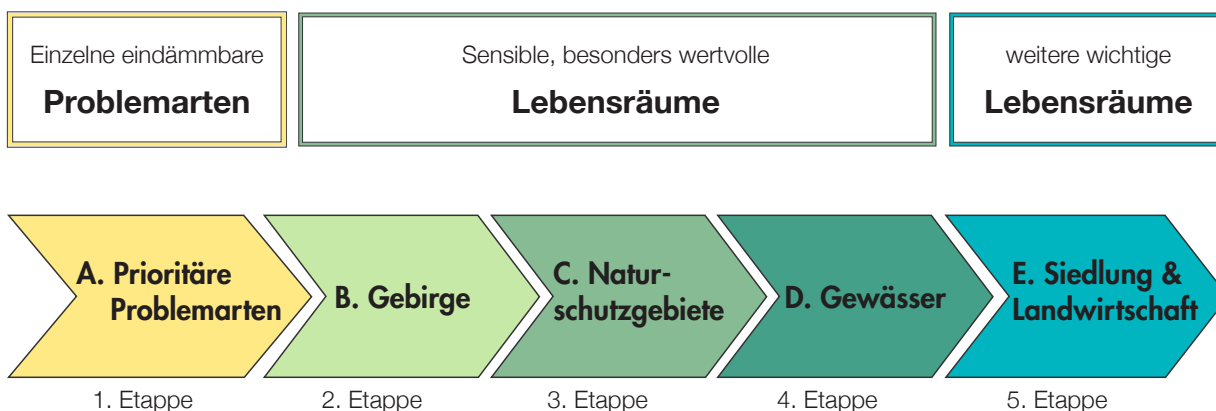 Einzelne eindämmbare
Problemarten
Sensible, besonders wertvolle
Lebensräume
weitere wichtige
Lebensräume
A. Prioritäre
Problemarten
B. Gebirge
C. Natur-
schutzgebiete
D. Gewässer
E. Siedlung &
Landwirtschaft
1. Etappe
2. Etappe
3. Etappe
4. Etappe
5. Etappe